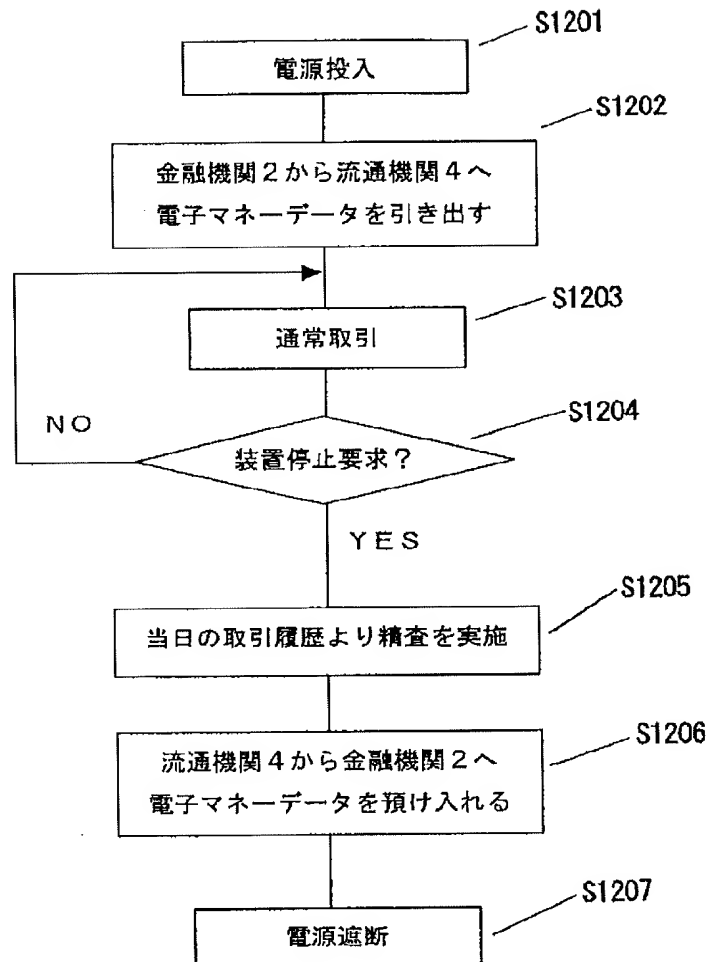 S1201
電源投入
S1202
金融機関2から流通機関4へ
電子マネーデータを引き出す
S1203
通常取引
S1204
NO
装置停止要求?
YES
S1205
当日の取引履歴より精査を実施
S1206
流通機関4から金融機関2へ
電子マネーデータを預け入れる
S1207
電源遮断